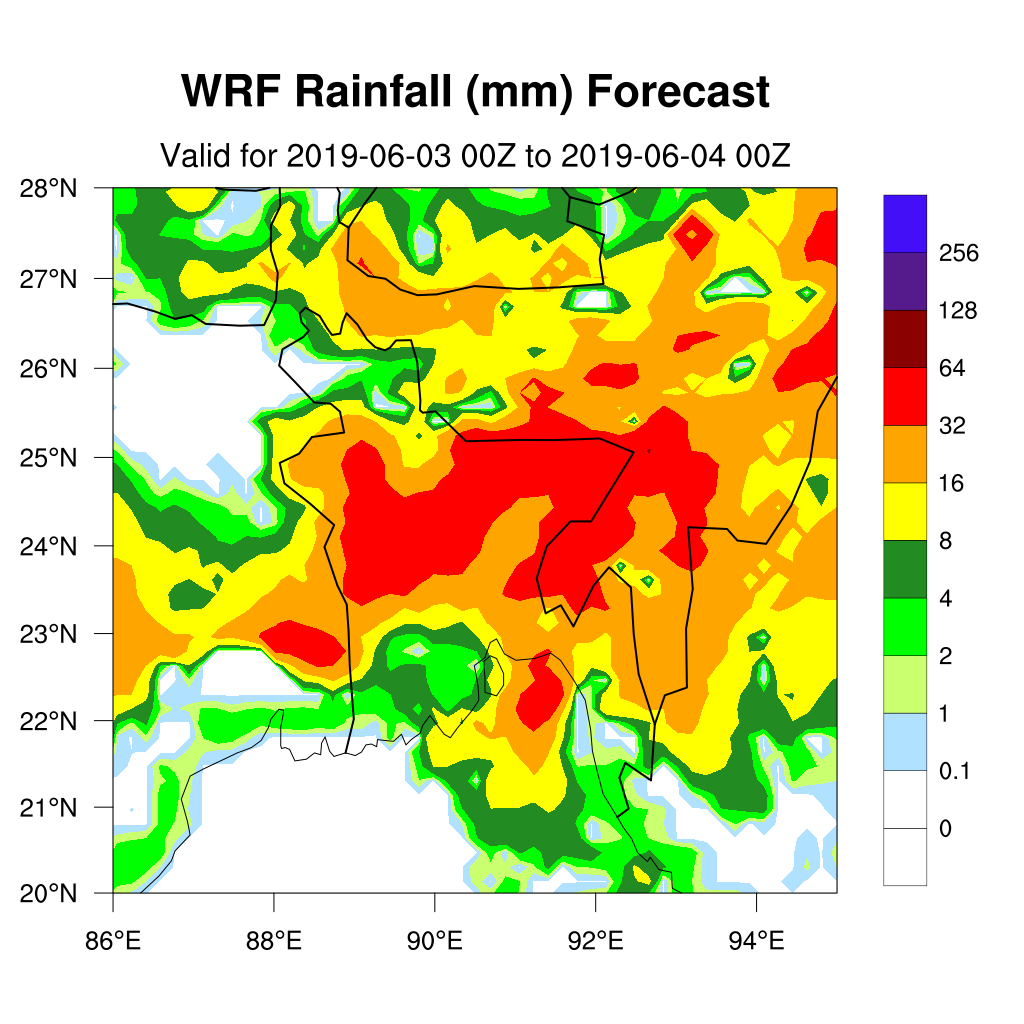 WRF Rainfall (mm) Forecast
Valid for 2019-06-03 00Z to 2019-06-04 00Z
28°N
27°N
26°N
25°N
24°N
23°N
22°N
21°N
20°N
86°E 88°E 90°E 92°E 94°E
256
128
64
32
16
8
4
2
1
0.1
0